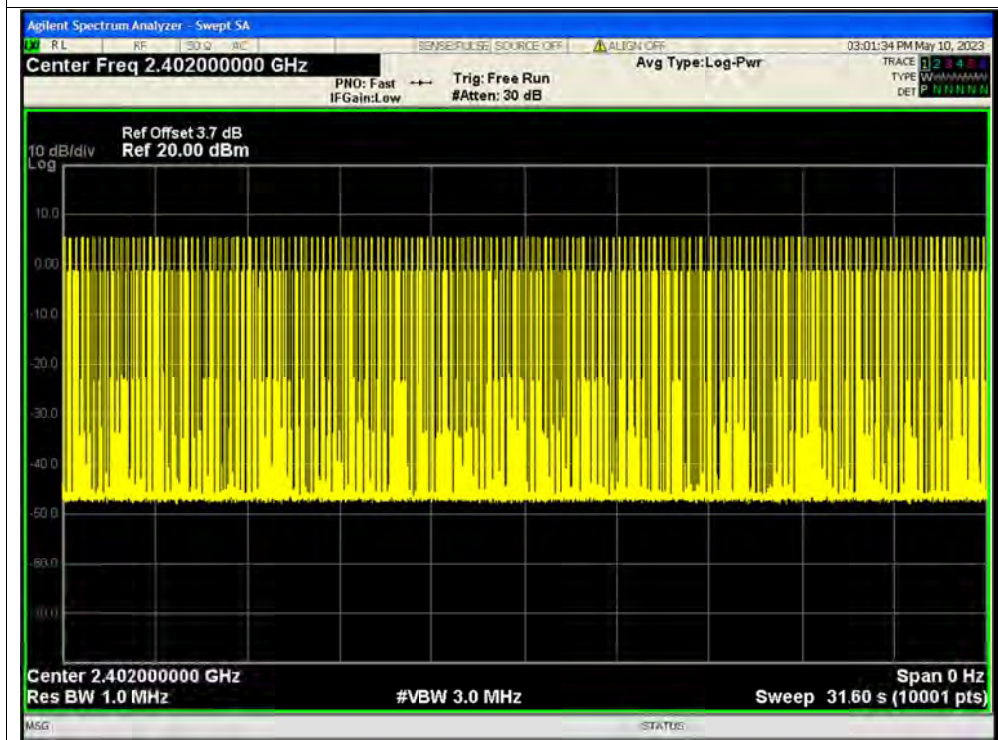 Agilent Spectrum Analyzer - Swept SA
LXI RL RF 50 Ω AC SENSE:PULSE SOURCE OFF ALIGN OFF 03:01:34 PM May 10, 2023
Center Freq 2.402000000 GHz Avg Type:Log-Pwr TRACE 1 2 3 4 5 6
PNO: Fast Trig: Free Run TYPE W
IFGain:Low #Atten: 30 dB DET P N N N N N
Ref Offset 3.7 dB
10 dB/div Ref 20.00 dBm
Log
10.0
0.00
-10.0
-20.0
-30.0
-40.0
-50.0
-60.0
Center 2.402000000 GHz Span 0 Hz
Res BW 1.0 MHz #VBW 3.0 MHz Sweep 31.60 s (10001 pts)
MSG STATUS